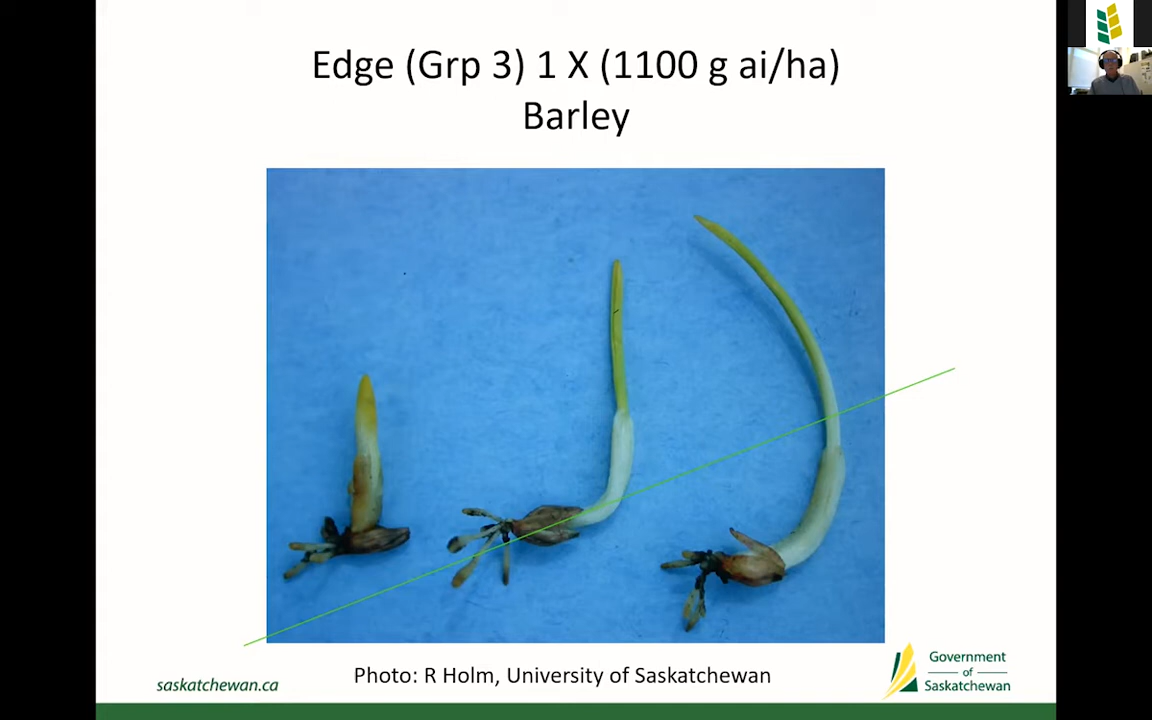 Edge (Grp 3) 1 X (1100 g ai/ha)
Barley
Photo: R Holm, University of Saskatchewan
saskatchewan.ca
Government
of
Saskatchewan